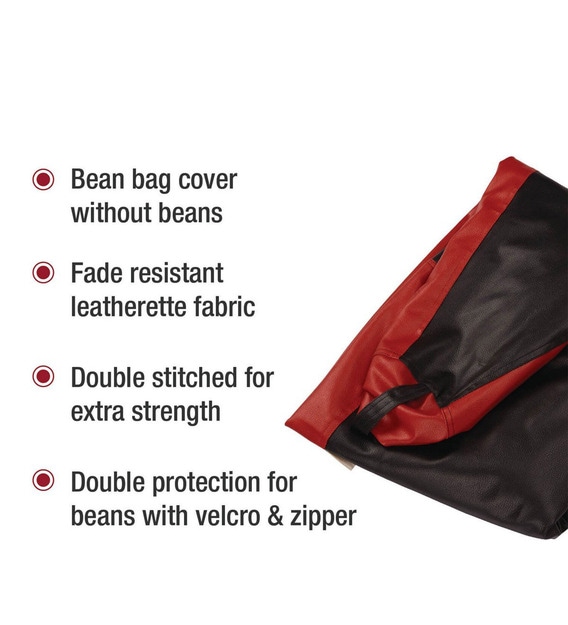 Bean bag cover
without beans
Fade resistant
leatherette fabric
Double stitched for
extra strength
Double protection for
beans with velcro & zipper